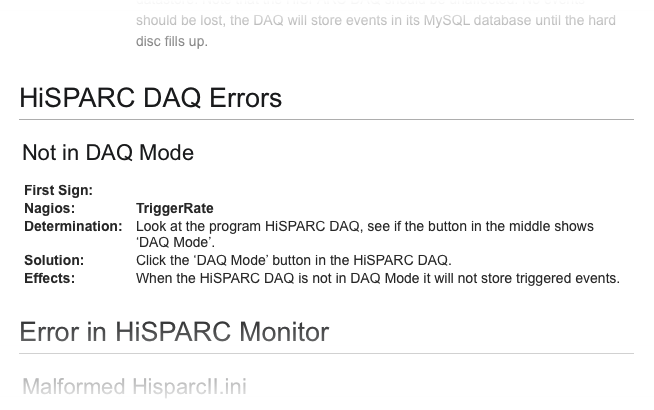 should be lost, the DAQ will store events in its MySQL database until the hard
disc fills up.
HiSPARC DAQ Errors
Not in DAQ Mode
First Sign:
Nagios: TriggerRate
Determination: Look at the program HiSPARC DAQ, see if the button in the middle shows
‘DAQ Mode’.
Solution: Click the ‘DAQ Mode’ button in the HiSPARC DAQ.
Effects: When the HiSPARC DAQ is not in DAQ Mode it will not store triggered events.
Error in HiSPARC Monitor
Malformed HisparcII.ini